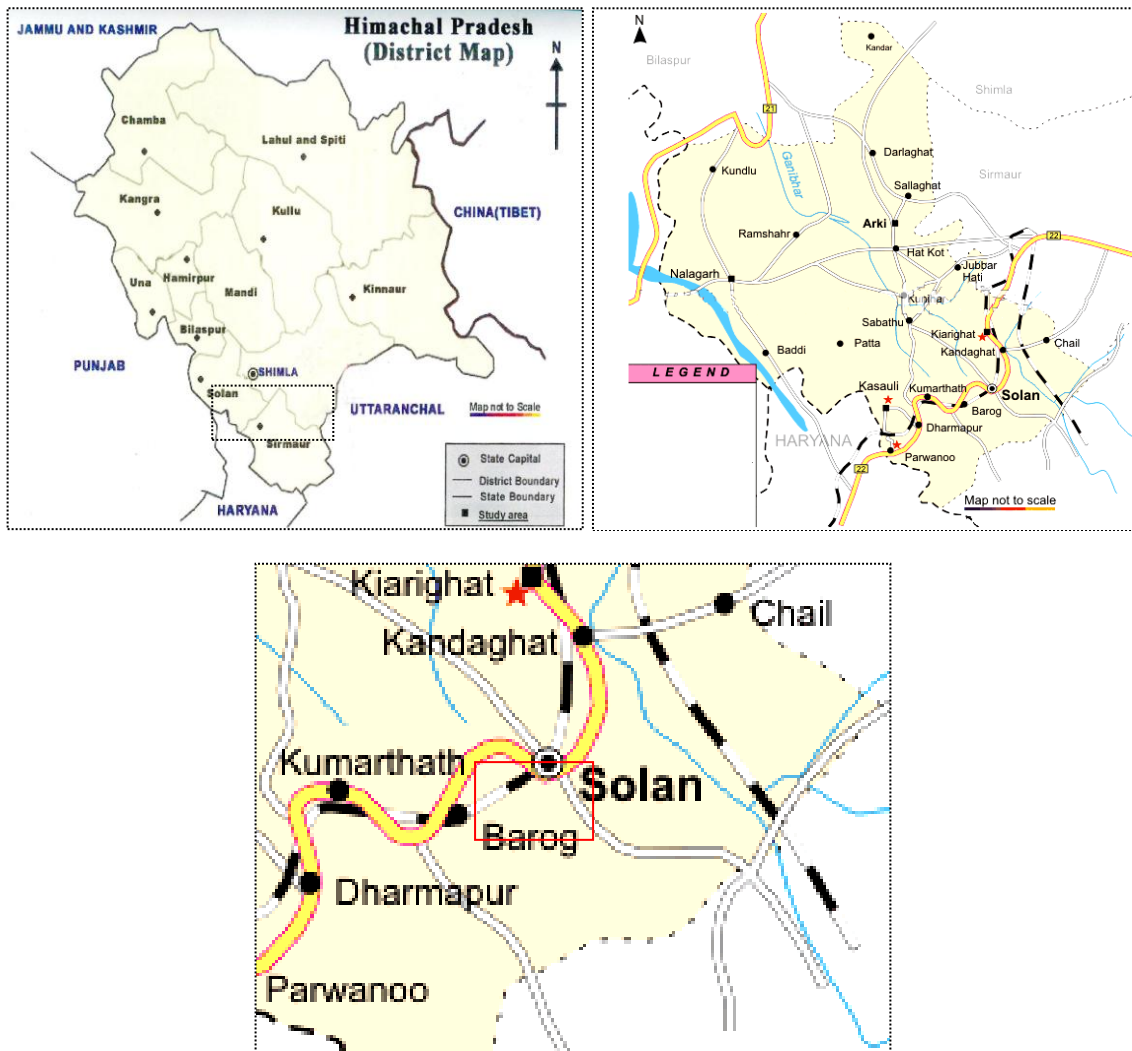 Himachal Pradesh
(District Map)
JAMMU AND KASHMIR
N
Chamba
Lahul and Spiti
Kangra
Kullu
CHINA(TIBET)
Una
Hamirpur
Mandi
Kinnaur
Bilaspur
PUNJAB
SHIMLA
Solan
UTTARANCHAL
Map not to Scale
Sirmaur
HARYANA
State Capital
District Boundary
State Boundary
Study area
N
Kandar
Bilaspur
Shimla
21
Darlaghat
Ganibhar
Kundlu
Sirmaur
Sallaghat
Arki
Ramshahr
22
Hat Kot
Jubbar
Hati
Nalagarh
Sabathu
Kiarighat
Baddi
Patta
Kandaghat
Chail
LEGEND
Kasauli
Kumarthath
Solan
Barog
Dharmapur
HARYANA
Parwanoo
22
Map not to scale
Kiarighat
Chail
Kandaghat
Kumarthath
Solan
Barog
Dharmapur
Parwanoo